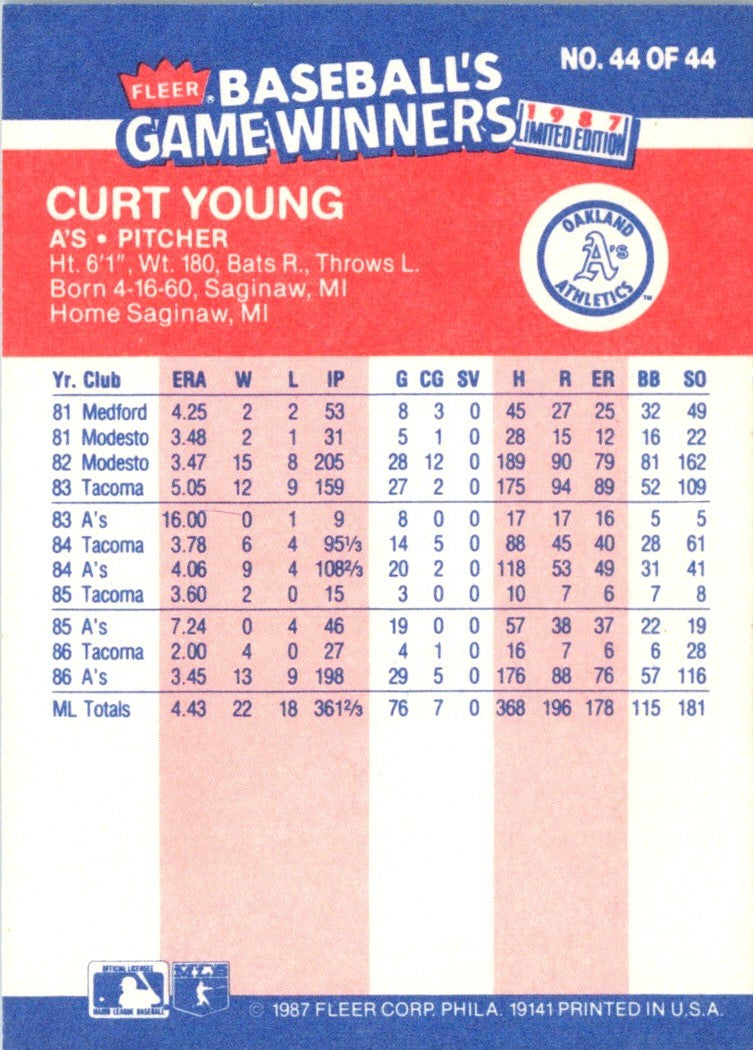 NO. 44 OF 44
FLEER® BASEBALL'S
GAME WINNERS
1987
LIMITED EDITION
CURT YOUNG
A'S • PITCHER
Ht. 6'1", Wt. 180, Bats R., Throws L.
Born 4-16-60, Saginaw, MI
Home Saginaw, MI
OAKLAND
A's
ATHLETICS™
Yr. Club ERA W L IP G CG SV H R ER BB SO
81 Medford 4.25 2 2 53 8 3 0 45 27 25 32 49
81 Modesto 3.48 2 1 31 5 1 0 28 15 12 16 22
82 Modesto 3.47 15 8 205 28 12 0 189 90 79 81 162
83 Tacoma 5.05 12 9 159 27 2 0 175 94 89 52 109
83 A's 16.00 0 1 9 8 0 0 17 17 16 5 5
84 Tacoma 3.78 6 4 95⅓ 14 5 0 88 45 40 28 61
84 A's 4.06 9 4 108⅔ 20 2 0 118 53 49 31 41
85 Tacoma 3.60 2 0 15 3 0 0 10 7 6 7 8
85 A's 7.24 0 4 46 19 0 0 57 38 37 22 19
86 Tacoma 2.00 4 0 27 4 1 0 16 7 6 6 28
86 A's 3.45 13 9 198 29 5 0 176 88 76 57 116
ML Totals 4.43 22 18 361⅔ 76 7 0 368 196 178 115 181
OFFICIAL LICENSEE
MAJOR LEAGUE BASEBALL
© 1987 FLEER CORP. PHILA. 19141 PRINTED IN U.S.A.